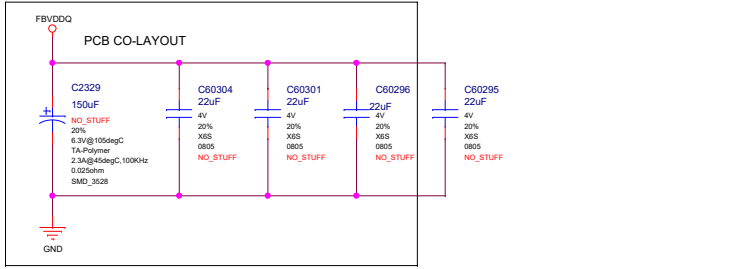 FBVDDQ
PCB CO-LAYOUT
C2329
150uF
NO_STUFF
20%
6.3V@105degC
TA-Polymer
2.3A@45degC,100KHz
0.025ohm
SMD_3528
C60304
22uF
4V
20%
X6S
0805
NO_STUFF
C60301
22uF
4V
20%
X6S
0805
NO_STUFF
C60296
22uF
4V
20%
X6S
0805
NO_STUFF
C60295
22uF
4V
20%
X6S
0805
NO_STUFF
GND